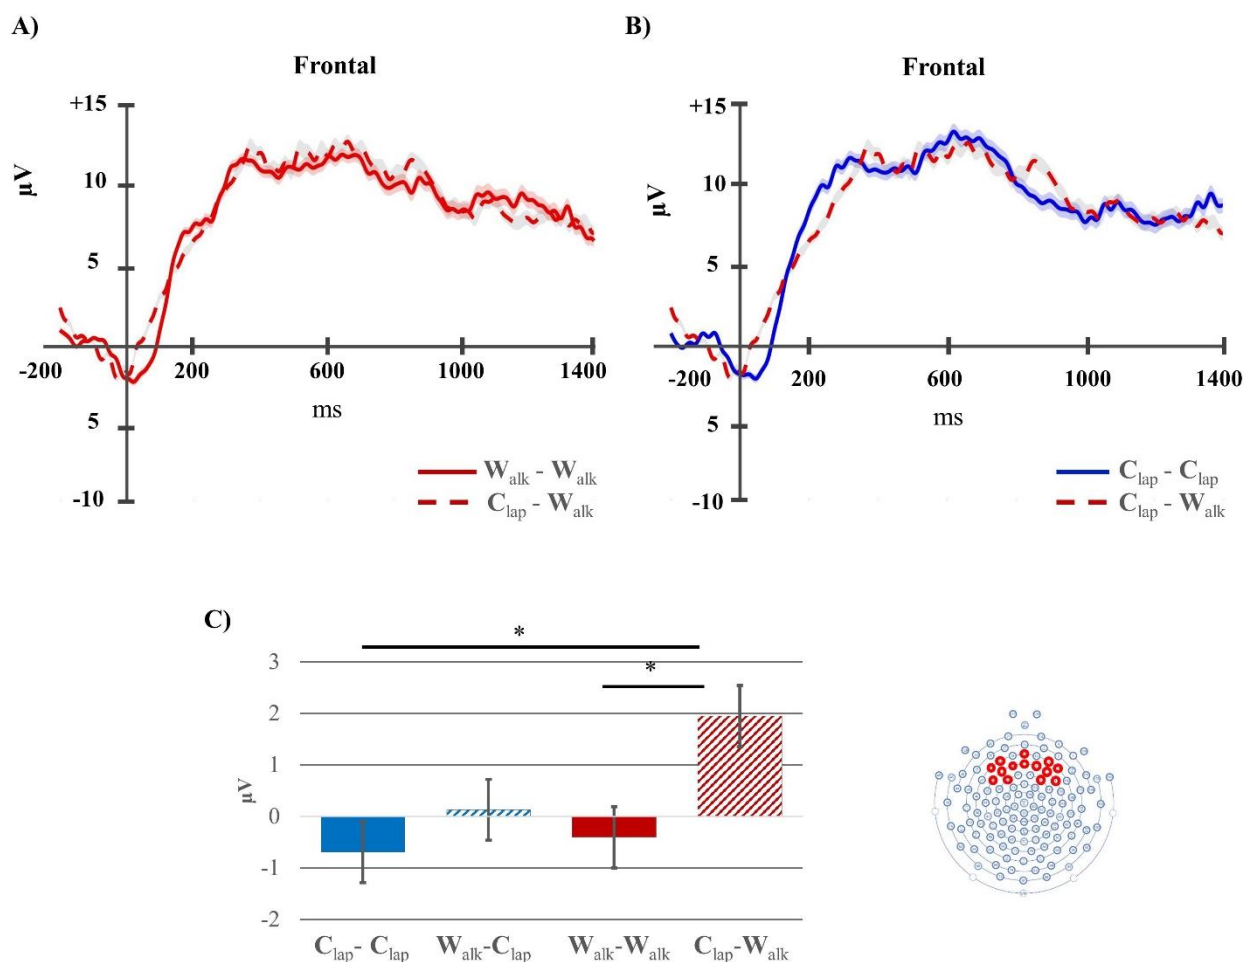 A)
Frontal
+15
µV
10
5
-200
200
600
1000
1400
ms
5
-10
Walk - Walk
Clap - Walk
B)
Frontal
+15
µV
10
5
-200
200
600
1000
1400
ms
5
-10
Clap - Clap
Clap - Walk
C)
*
*
3
2
1
0
-1
-2
µV
Clap- Clap
Walk-Clap
Walk-Walk
Clap-Walk